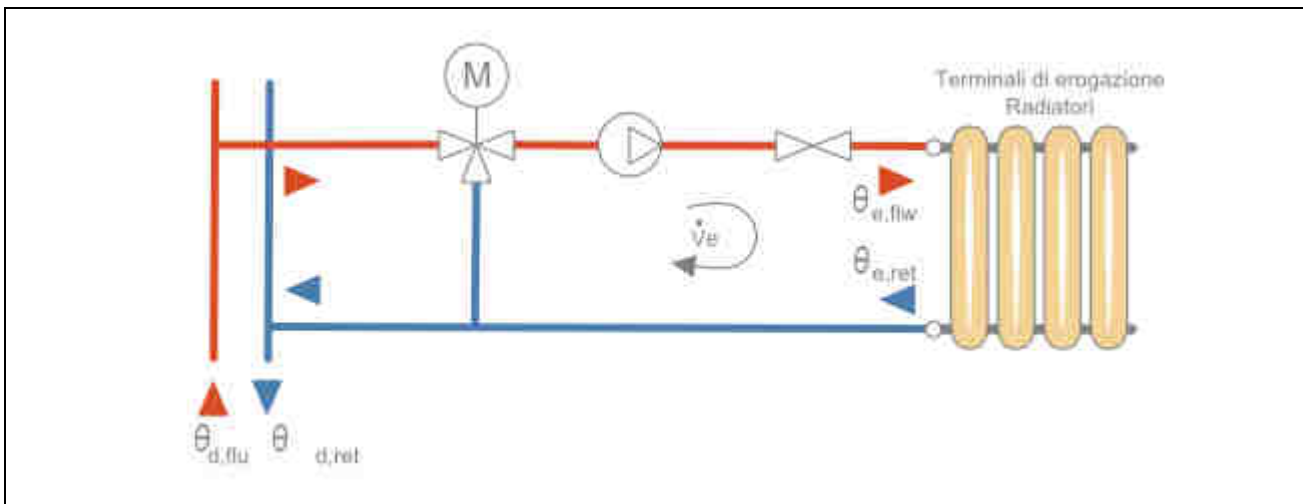 M
Terminali di erogazione
Radiatori
θe,flw
V̇e
θe,ret
θd,flu θ d,ret